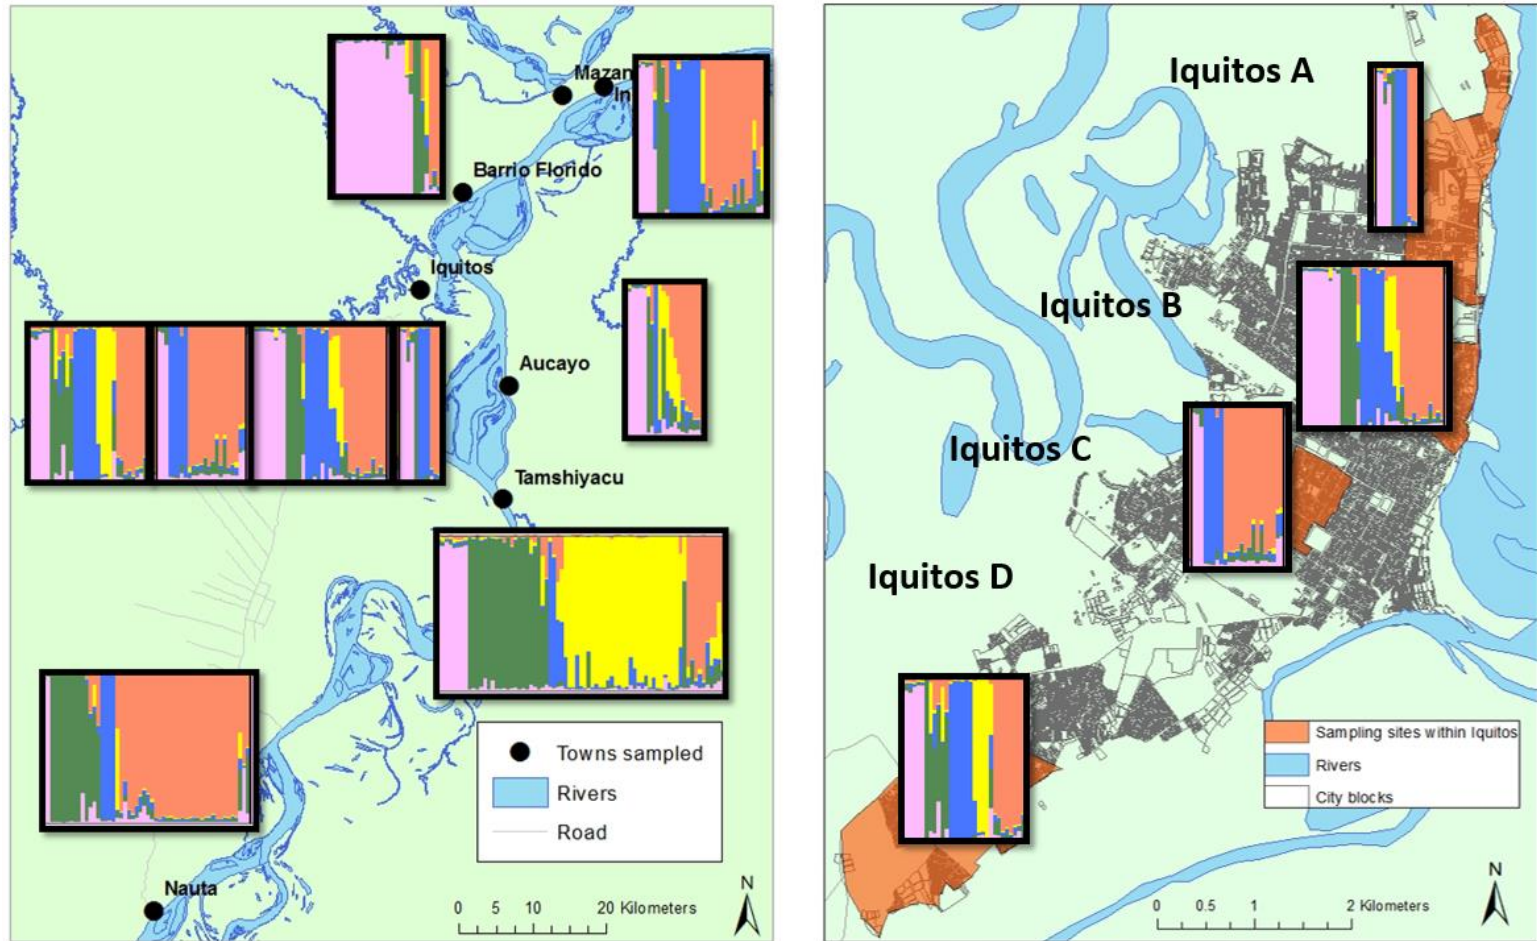 Mazan
In
Barrio Florido
Iquitos
Aucayo
Tamshiyacu
Towns sampled
Rivers
Road
Nauta
0 5 10 20 Kilometers
N
Iquitos A
Iquitos B
Iquitos C
Iquitos D
Sampling sites within Iquitos
Rivers
City blocks
0 0.5 1 2 Kilometers
N